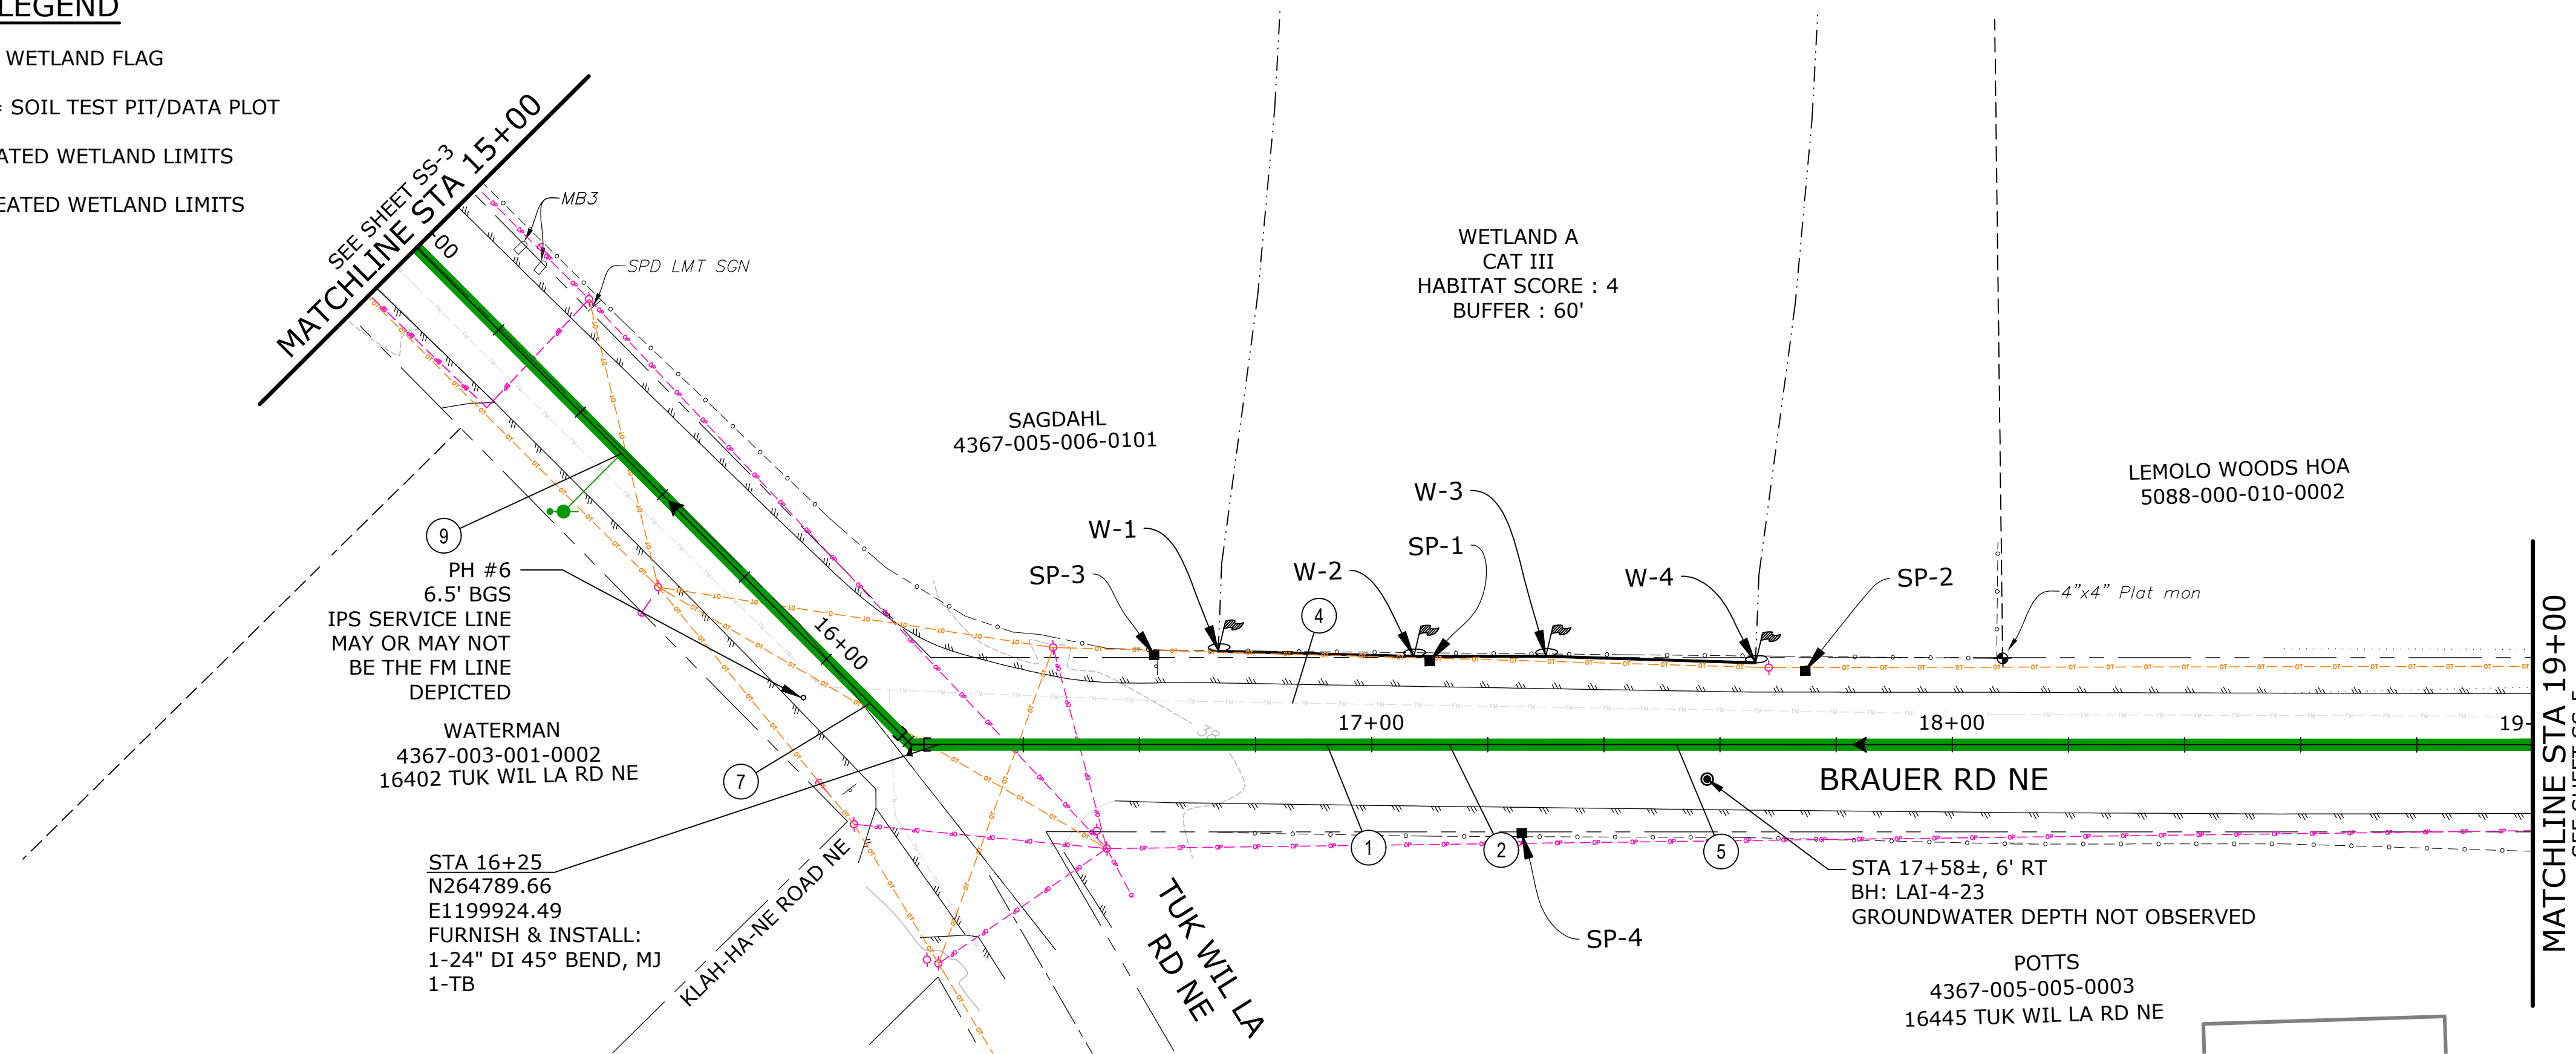 LEGEND
WETLAND FLAG
= SOIL TEST PIT/DATA PLOT
ATED WETLAND LIMITS
EATED WETLAND LIMITS
SEE SHEET SS-3
MATCHLINE STA 15+00
+00
MB3
SPD LMT SGN
WETLAND A
CAT III
HABITAT SCORE : 4
BUFFER : 60'
SAGDAHL
4367-005-006-0101
LEMOLO WOODS HOA
5088-000-010-0002
W-1
SP-3
W-2
W-3
SP-1
W-4
SP-2
4
4"x4" Plat mon
9
PH #6
6.5' BGS
IPS SERVICE LINE
MAY OR MAY NOT
BE THE FM LINE
DEPICTED
16+00
17+00
18+00
19-
38
WATERMAN
4367-003-001-0002
16402 TUK WIL LA RD NE
7
BRAUER RD NE
1
2
5
STA 16+25
N264789.66
E1199924.49
FURNISH & INSTALL:
1-24" DI 45° BEND, MJ
1-TB
KLAH-HA-NE ROAD NE
TUK WIL LA
RD NE
SP-4
STA 17+58±, 6' RT
BH: LAI-4-23
GROUNDWATER DEPTH NOT OBSERVED
POTTS
4367-005-005-0003
16445 TUK WIL LA RD NE
MATCHLINE STA 19+00